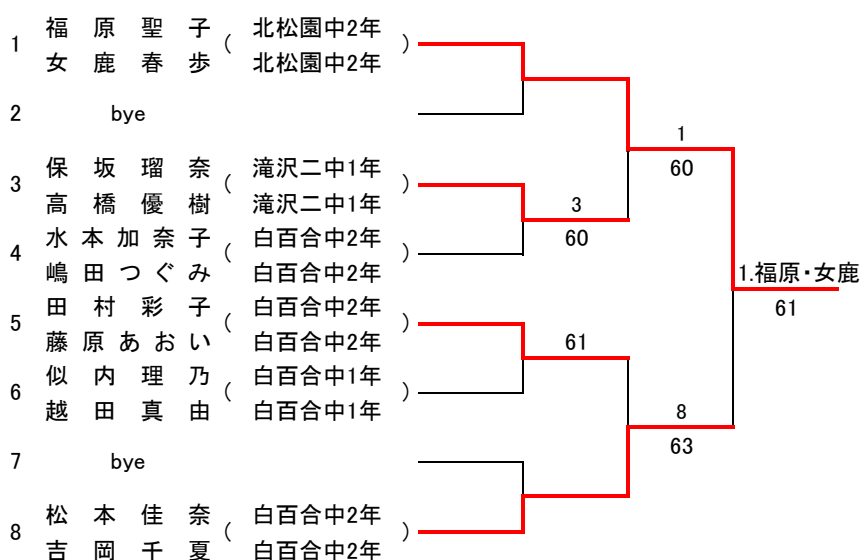 福原聖子 ( 北松園中2年 )
1
女鹿春歩 北松園中2年
2 bye
1
60
保坂瑠奈 ( 滝沢二中1年 )
3
高橋優樹 滝沢二中1年
3
60
水本加奈子 ( 白百合中2年 )
4
嶋田つぐみ 白百合中2年
1.福原・女鹿
61
田村彩子 ( 白百合中2年 )
5
藤原あおい 白百合中2年
61
似内理乃 ( 白百合中1年 )
6
越田真由 白百合中1年
8
63
7 bye
松本佳奈 ( 白百合中2年 )
8
吉岡千夏 白百合中2年